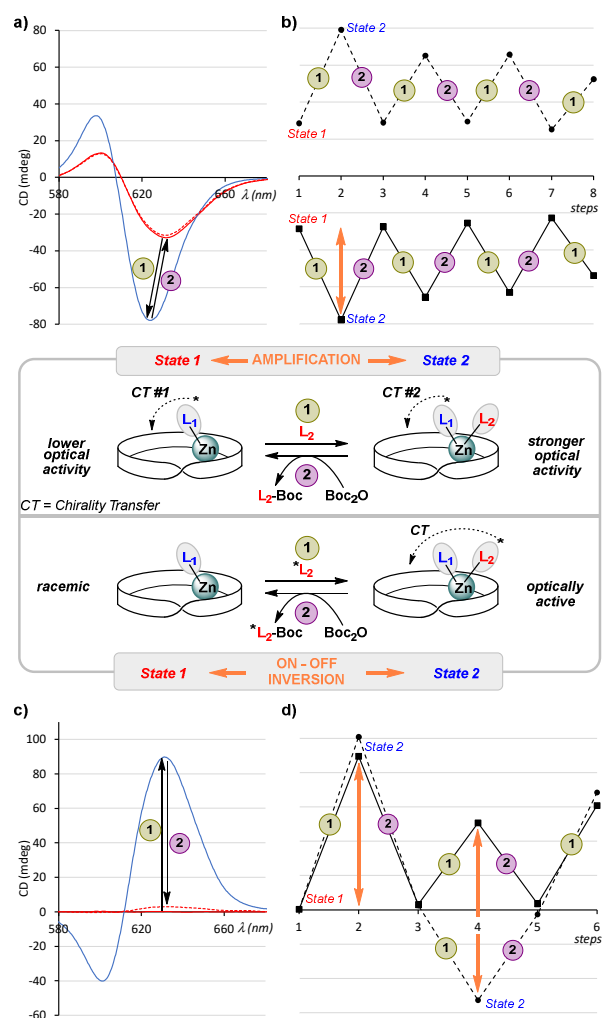 a)
b)
80
60
40
20
0
-20
-40
-60
-80
CD (mdeg)
580
630
660
λ (nm)
1
2
State 2
1
2
1
2
1
2
1
State 1
1
2
3
4
5
6
7
8
steps
State 1
1
2
1
2
1
2
1
State 2
State 1
AMPLIFICATION
State 2
CT #1
*
L1
Zn
lower
optical
activity
1
L2
2
L2-Boc
Boc2O
CT #2
*
L1
L2
Zn
stronger
optical
activity
CT = Chirality Transfer
racemic
L1
Zn
1
*L2
2
*L2-Boc
Boc2O
CT
*
L1
L2
Zn
optically
active
State 1
ON – OFF
INVERSION
State 2
c)
d)
100
80
60
40
20
0
-20
-40
-60
CD (mdeg)
580
630
660
λ (nm)
1
2
State 2
1
2
1
2
1
State 1
1
2
3
4
5
6
steps
1
2
State 2